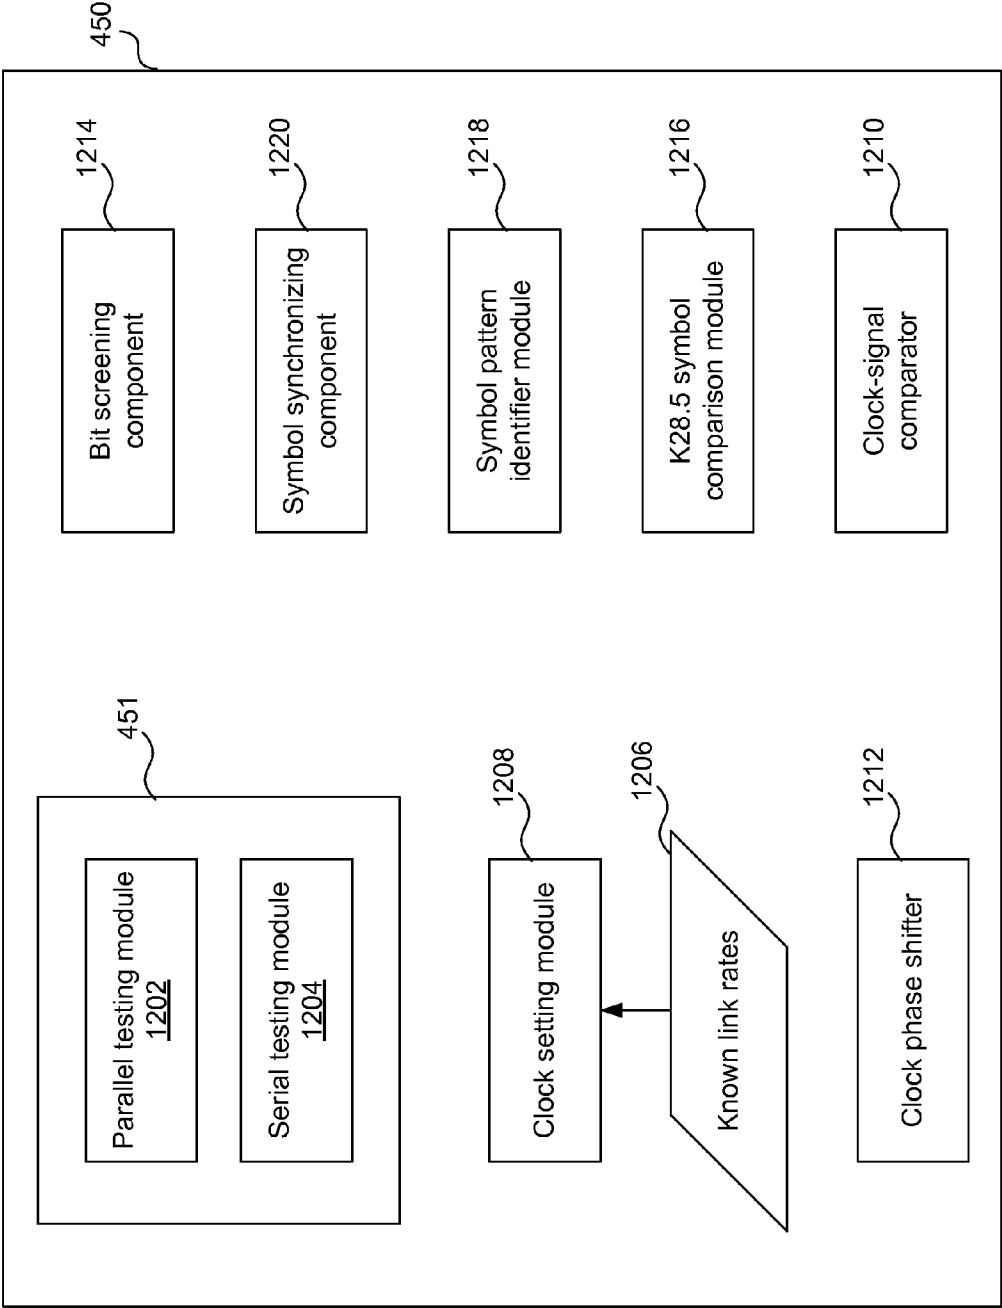 450
451
Parallel testing module
1202
Serial testing module
1204
1208
Clock setting module
1206
Known link rates
1212
Clock phase shifter
1214
Bit screening
component
1220
Symbol synchronizing
component
1218
Symbol pattern
identifier module
1216
K28.5 symbol
comparison module
1210
Clock-signal
comparator